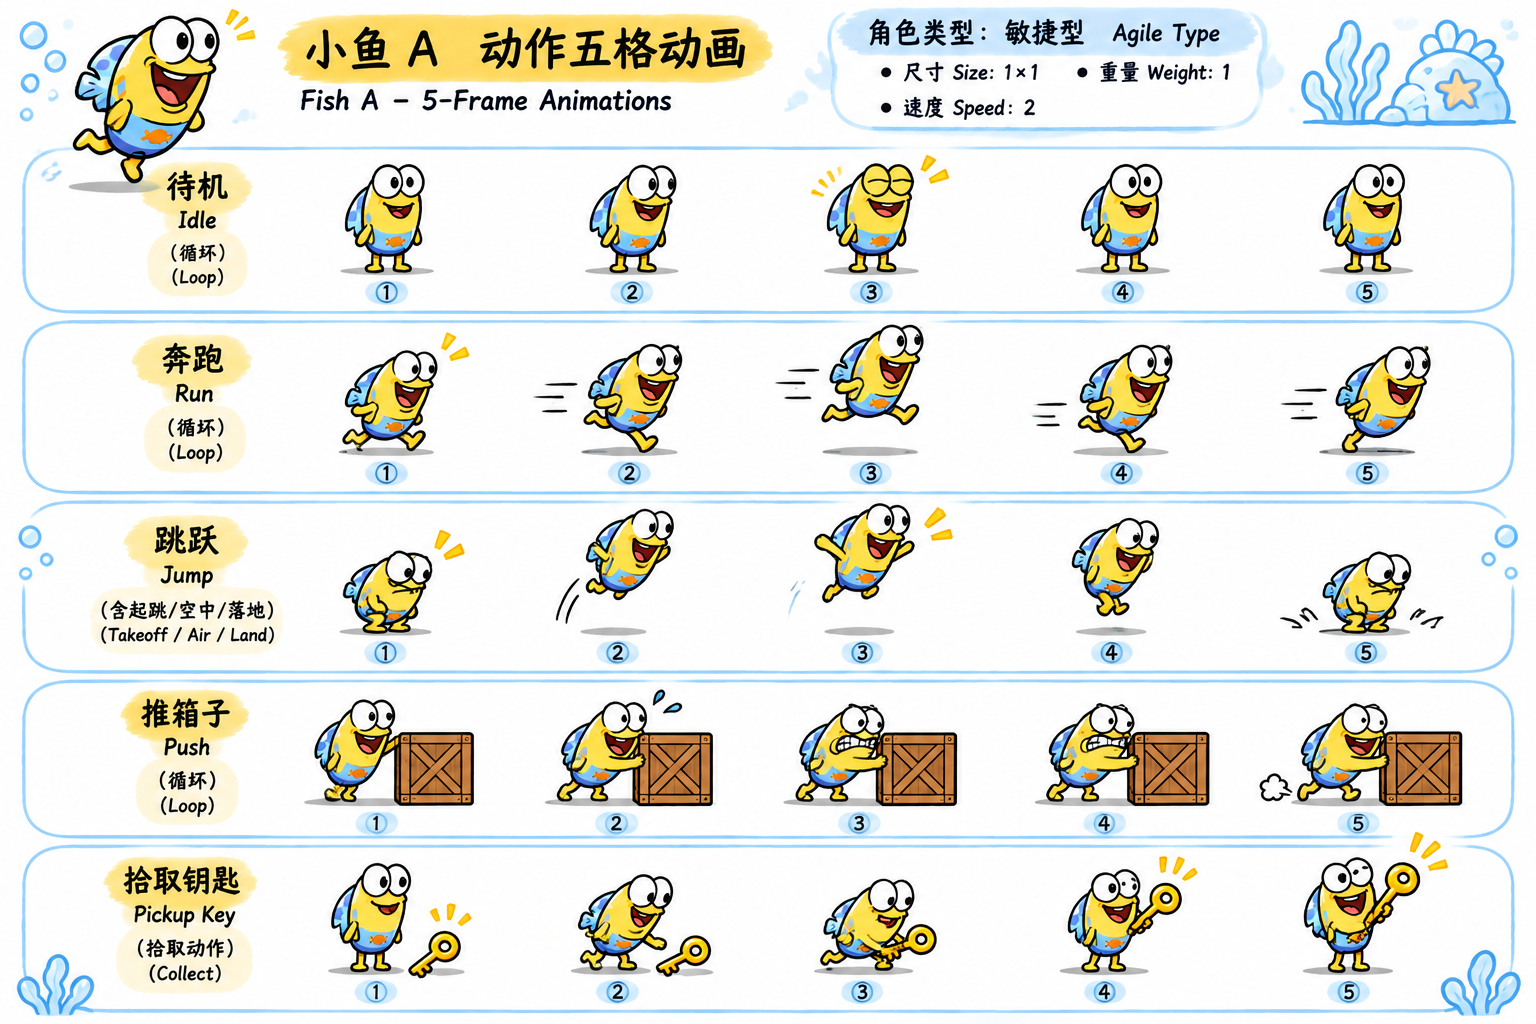 小鱼 A 动作五格动画
Fish A – 5-Frame Animations
角色类型：敏捷型 Agile Type
• 尺寸 Size: 1×1 • 重量 Weight: 1
• 速度 Speed: 2
待机
Idle
（循环）
(Loop)
① ② ③ ④ ⑤
奔跑
Run
（循环）
(Loop)
① ② ③ ④ ⑤
跳跃
Jump
（含起跳/空中/落地）
(Takeoff / Air / Land)
① ② ③ ④ ⑤
推箱子
Push
（循环）
(Loop)
① ② ③ ④ ⑤
拾取钥匙
Pickup Key
（拾取动作）
(Collect)
① ② ③ ④ ⑤